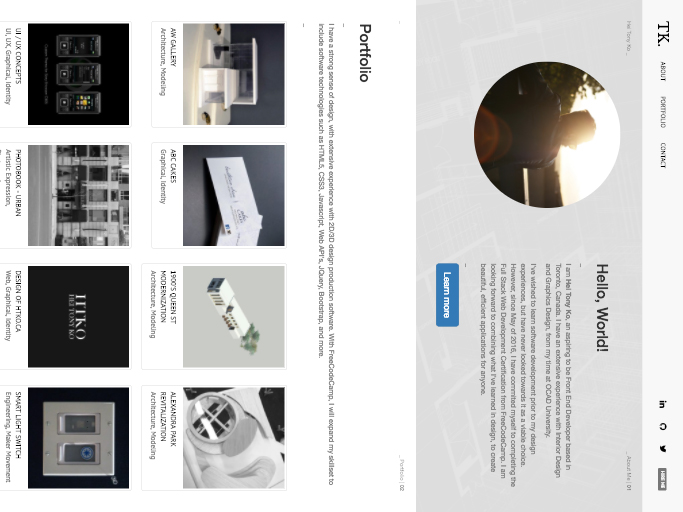 TK.
ABOUT
PORTFOLIO
CONTACT
in
HIRE ME
Hei Tony Ko _
_ About Me | 01
Hello, World!
_
I am Hei Tony Ko, an aspiring to be Front End Developer based in
Toronto, Canada. I have an extensive experience with Interior Design
and Graphics Design, from my time at OCAD University.
I've wished to learn software development prior to my design
experiences, but have never looked towards it as a viable choice.
However, since May of 2016, I have commited myself to completing the
Full Stack Web Development Certification from FreeCodeCamp. I am
looking forward to combining what I've learned in design, to create
beautiful, efficient applications for anyone.
_
Learn more
_ Portfolio | 02
Portfolio
_
I have a strong sense of design, with extensive experience with 2D/3D design production software. With FreeCodeCamp, I will expand my skillset to
include software technologies such as HTML5, CSS3, Javascript, Web API's, JQuery, Bootstrap, and more.
_
AW GALLERY
Architecture, Modeling
ABC CAKES
Graphical, Identity
1930'S QUEEN ST
MODERNIZATION
Architecture, Modeling
ALEXANDRA PARK
REVITALIZATION
Architecture, Modeling
UI / UX CONCEPTS
UI, UX, Graphical, Identity
PHOTOBOOK - URBAN
Artistic Expression,
HTKO
HEI TONY KO
DESIGN OF HTKO.CA
Web, Graphical, Identity
SMART LIGHT SWITCH
Engineering, Maker Movement